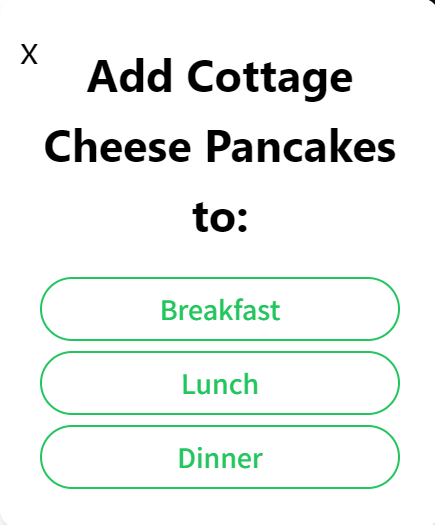 X
Add Cottage
Cheese Pancakes
to:
Breakfast
Lunch
Dinner